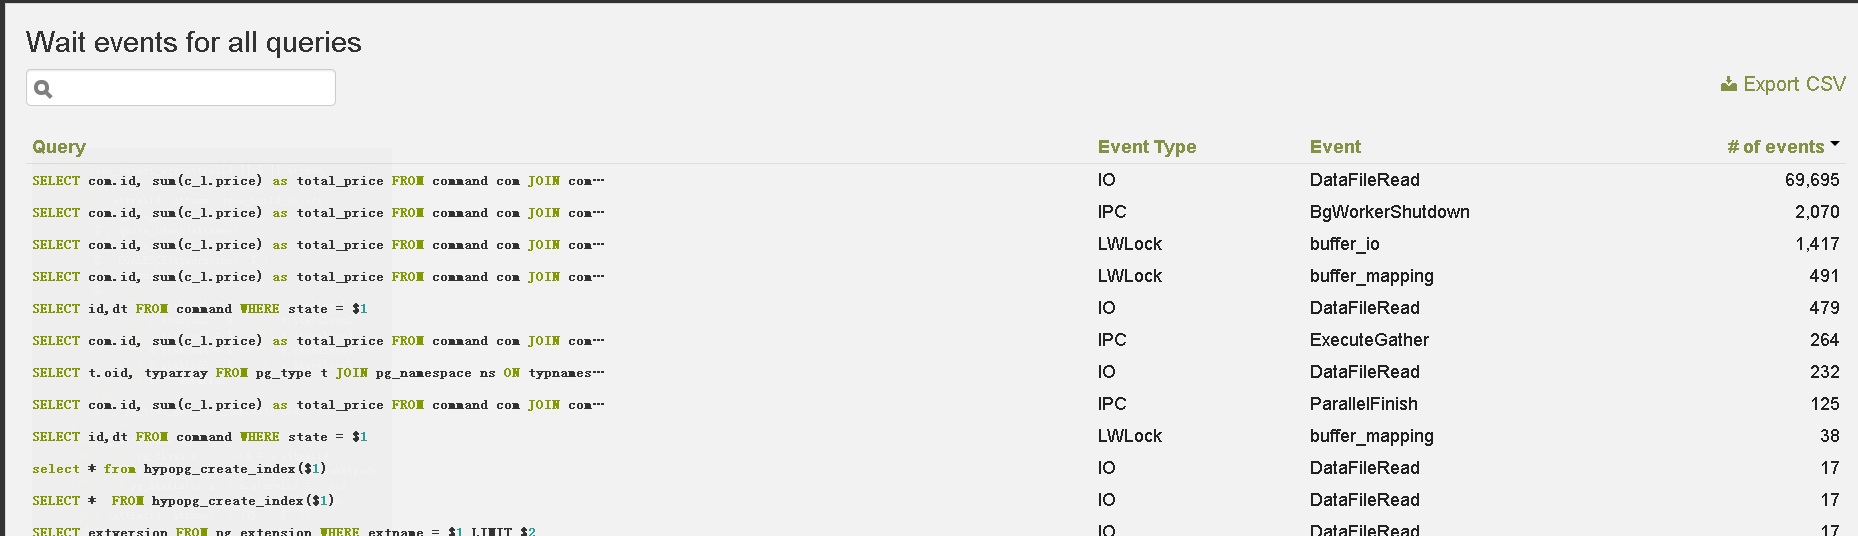 Wait events for all queries
Export CSV
Query Event Type Event # of events
SELECT com.id, sum(c_l.price) as total_price FROM command com JOIN com… IO DataFileRead 69,695
SELECT com.id, sum(c_l.price) as total_price FROM command com JOIN com… IPC BgWorkerShutdown 2,070
SELECT com.id, sum(c_l.price) as total_price FROM command com JOIN com… LWLock buffer_io 1,417
SELECT com.id, sum(c_l.price) as total_price FROM command com JOIN com… LWLock buffer_mapping 491
SELECT id,dt FROM command WHERE state = $1 IO DataFileRead 479
SELECT com.id, sum(c_l.price) as total_price FROM command com JOIN com… IPC ExecuteGather 264
SELECT t.oid, typarray FROM pg_type t JOIN pg_namespace ns ON typnames… IO DataFileRead 232
SELECT com.id, sum(c_l.price) as total_price FROM command com JOIN com… IPC ParallelFinish 125
SELECT id,dt FROM command WHERE state = $1 LWLock buffer_mapping 38
select * from hypopg_create_index($1) IO DataFileRead 17
SELECT * FROM hypopg_create_index($1) IO DataFileRead 17
SELECT extversion FROM pg_extension WHERE extname = $1 LIMIT $2 IO DataFileRead 17